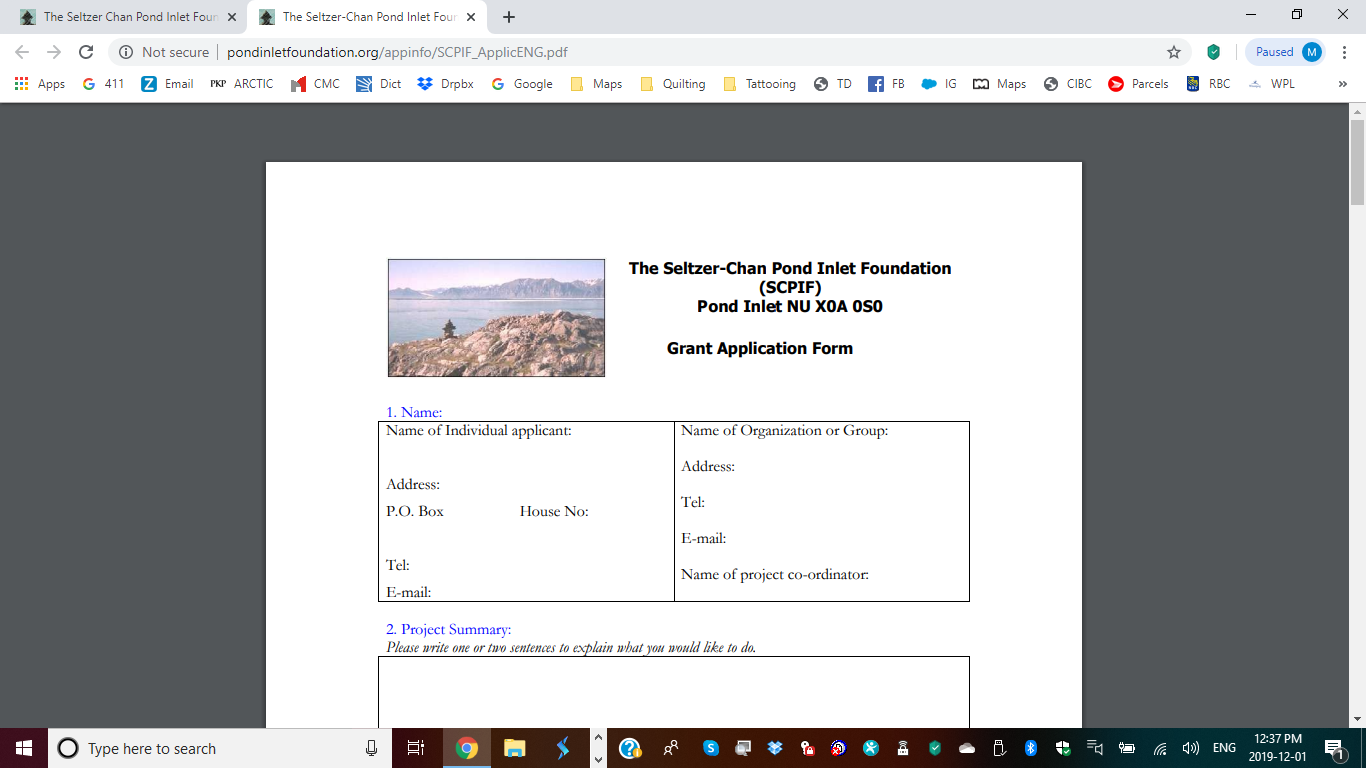 The Seltzer Chan Pond Inlet Foun
The Seltzer-Chan Pond Inlet Four
Not secure | pondinletfoundation.org/appinfo/SCPIF_ApplicENG.pdf
Paused M
Apps G 411 Z Email PKP ARCTIC CMC Dict Drpbx G Google Maps Quilting Tattooing TD f FB IG Maps CIBC Parcels RBC WPL »
The Seltzer-Chan Pond Inlet Foundation
(SCPIF)
Pond Inlet NU X0A 0S0
Grant Application Form
1. Name:
Name of Individual applicant:
Address:
P.O. Box House No:
Tel:
E-mail:
Name of Organization or Group:
Address:
Tel:
E-mail:
Name of project co-ordinator:
2. Project Summary:
Please write one or two sentences to explain what you would like to do.
Type here to search
ENG
12:37 PM
2019-12-01
1